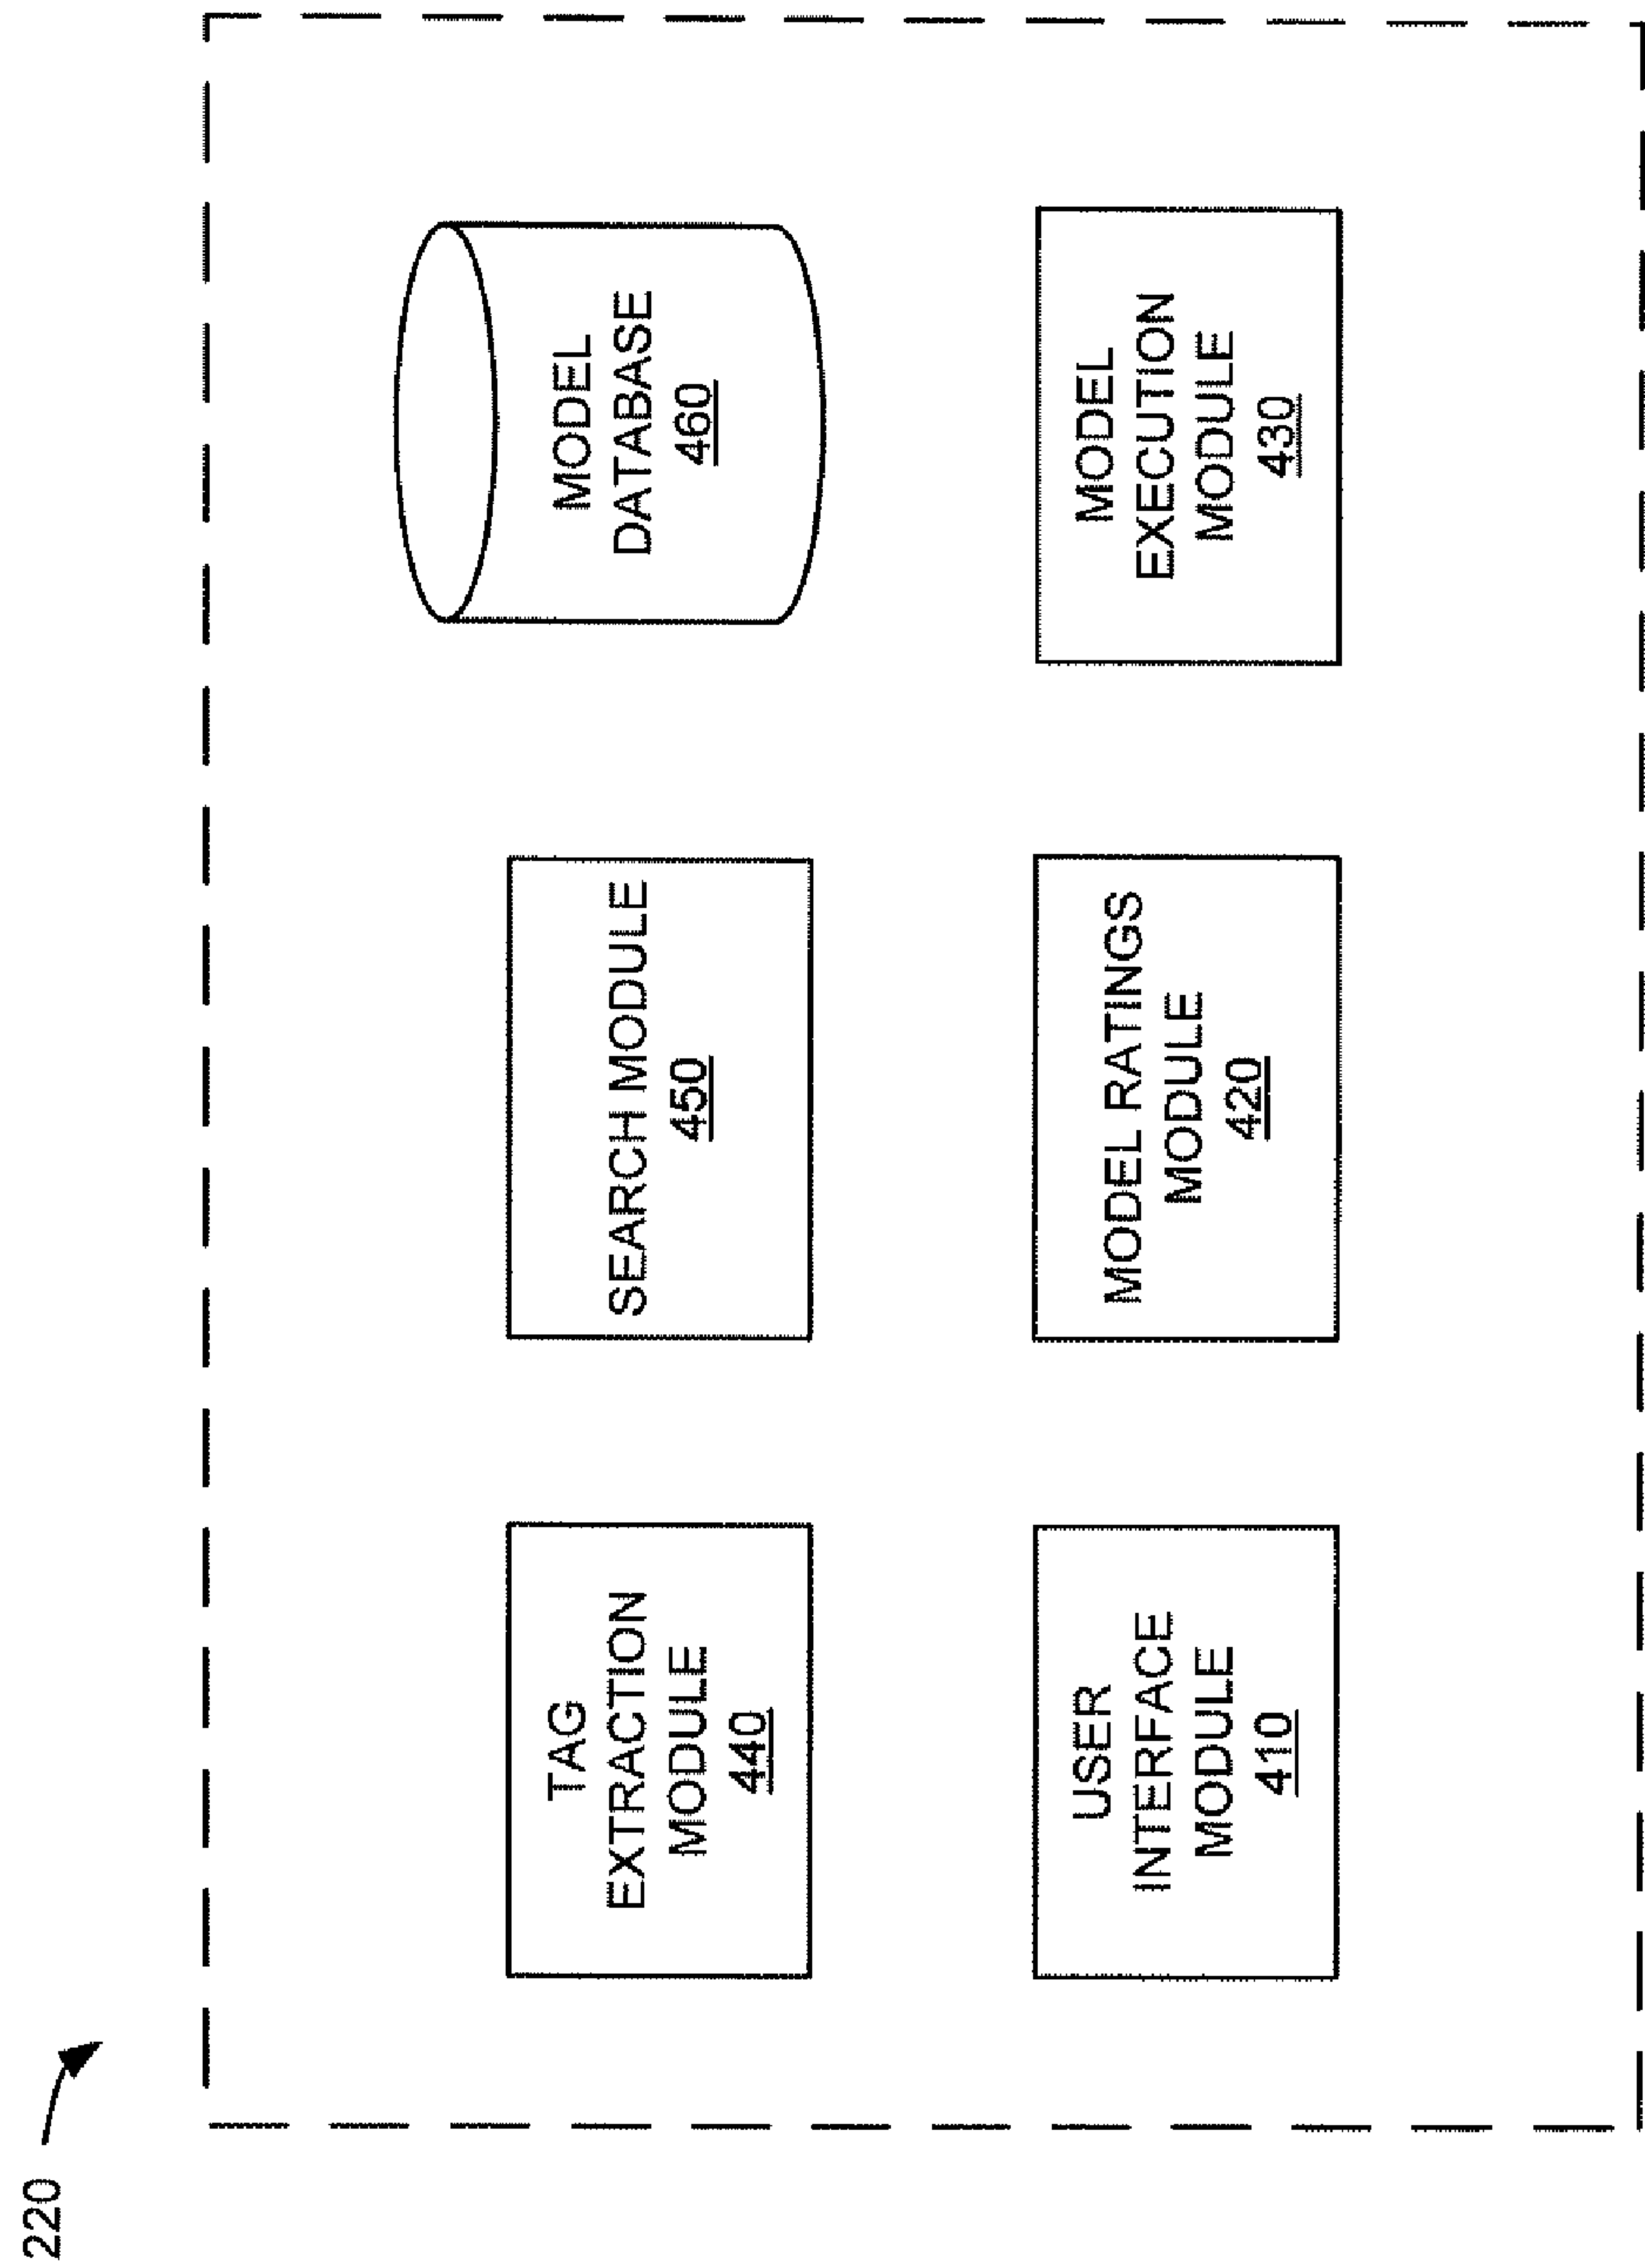 220
TAG
EXTRACTION
MODULE
440
SEARCH MODULE
450
MODEL
DATABASE
460
USER
INTERFACE
MODULE
410
MODEL RATINGS
MODULE
420
MODEL
EXECUTION
MODULE
430